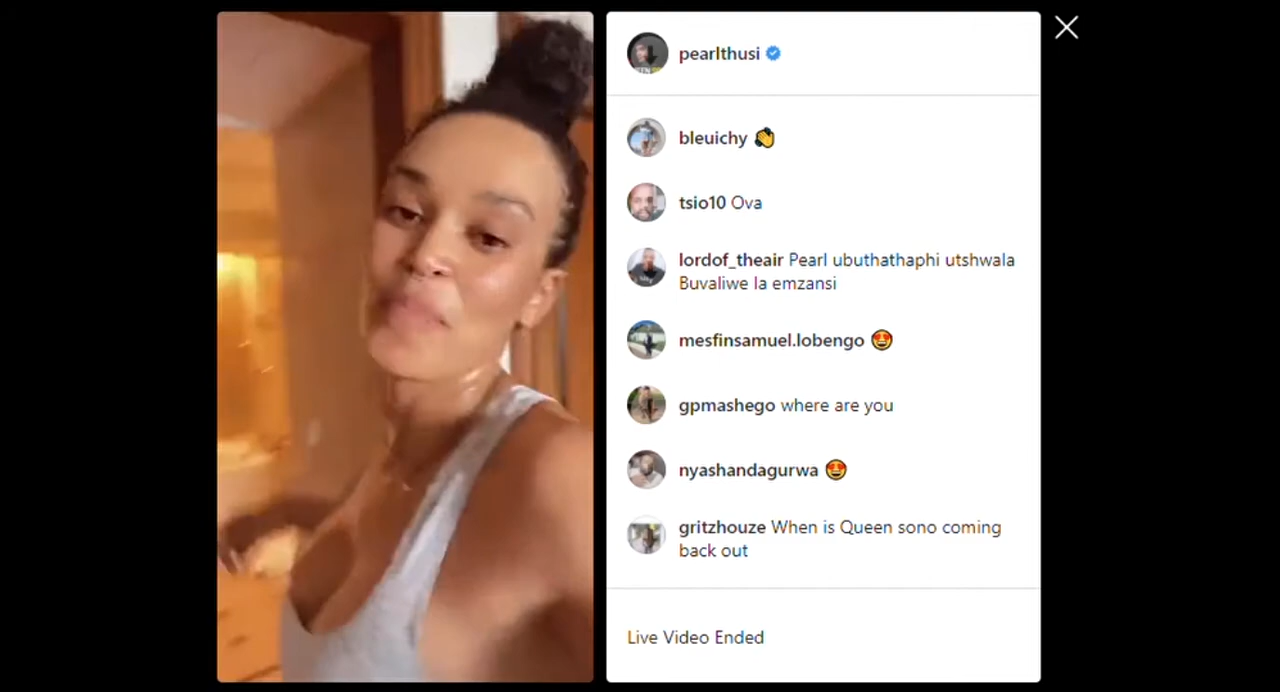 pearlthusi
bleuichy 👏
tsio10 Ova
lordof_theair Pearl ubuthathaphi utshwala
Buvaliwe la emzansi
mesfinsamuel.lobengo 🤩
gpmashego where are you
nyashandagurwa 🤩
gritzhouze When is Queen sono coming
back out
Live Video Ended